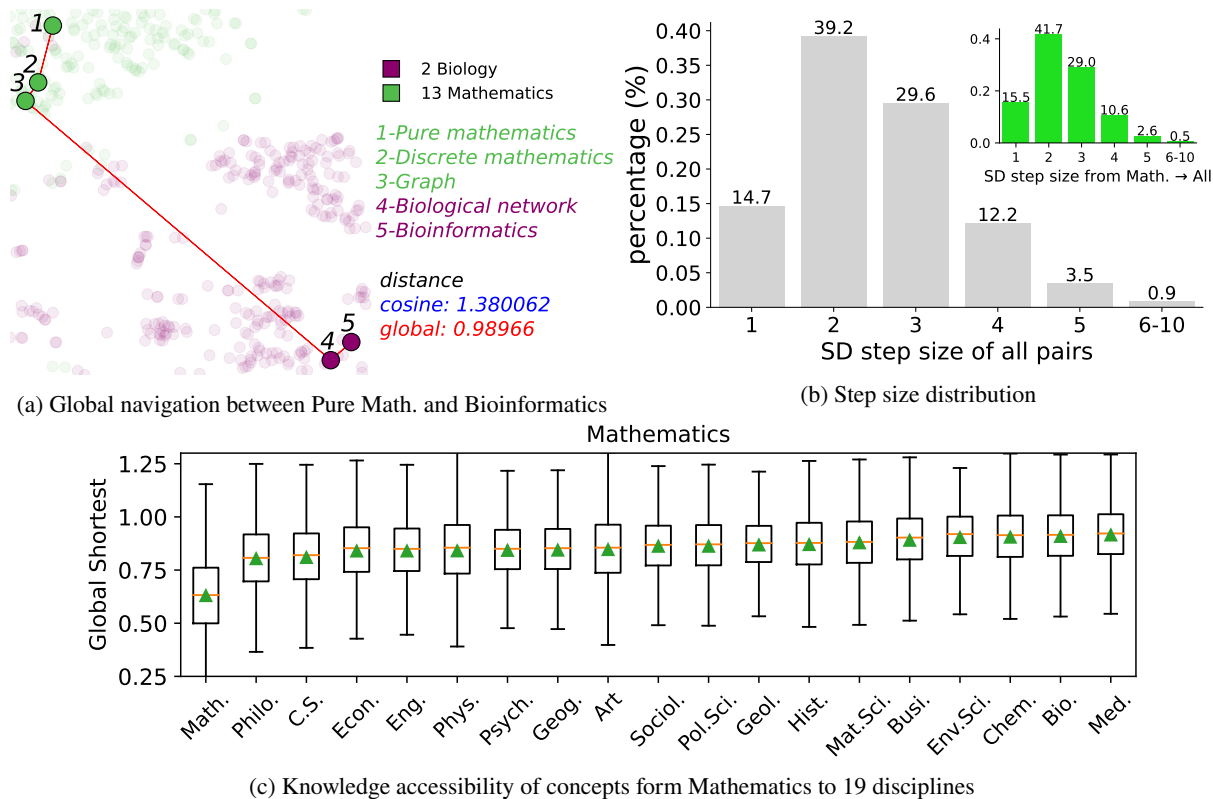 1
2
3
4
5
2 Biology
13 Mathematics
1-Pure mathematics
2-Discrete mathematics
3-Graph
4-Biological network
5-Bioinformatics
distance
cosine: 1.380062
global: 0.98966
(a) Global navigation between Pure Math. and Bioinformatics
percentage (%)
0.40
0.35
0.30
0.25
0.20
0.15
0.10
0.05
0.00
14.7
39.2
29.6
12.2
3.5
0.9
1 2 3 4 5 6-10
SD step size of all pairs
0.4
0.2
0.0
15.5
41.7
29.0
10.6
2.6
0.5
1 2 3 4 5 6-10
SD step size from Math. → All
(b) Step size distribution
Mathematics
Global Shortest
1.25
1.00
0.75
0.50
0.25
Math. Philo. C.S. Econ. Eng. Phys. Psych. Geog. Art Sociol. Pol.Sci. Geol. Hist. Mat.Sci. Busi. Env.Sci. Chem. Bio. Med.
(c) Knowledge accessibility of concepts form Mathematics to 19 disciplines